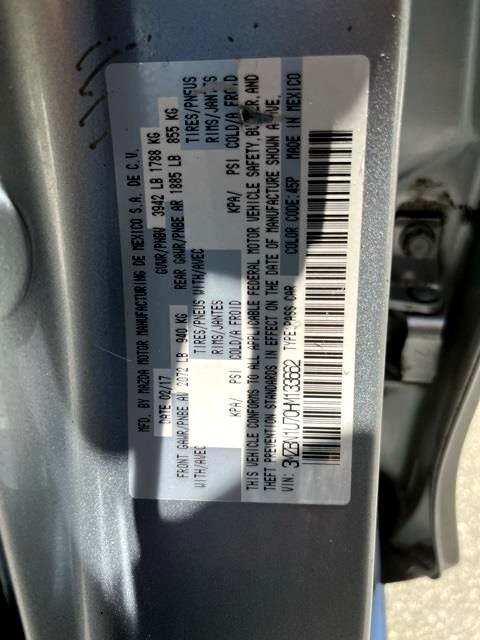 MFD. BY MAZDA MOTOR MANUFACTURING DE MEXICO S.A. DE C.V.
DATE 02/17 GVWR/PNBV 3942 LB 1788 KG
FRONT GAWR/PNBE AV 2072 LB 940 KG REAR GAWR/PNBE AR 1885 LB 855 KG
WITH/AVEC TIRES/PNEUS WITH/AVEC TIRES/PNEUS
RIMS/JANTES RIMS/JANTES
KPA/ PSI COLD/A FROID KPA/ PSI COLD/A FROID
THIS VEHICLE CONFORMS TO ALL APPLICABLE FEDERAL MOTOR VEHICLE SAFETY, BUMPER, AND
THEFT PREVENTION STANDARDS IN EFFECT ON THE DATE OF MANUFACTURE SHOWN ABOVE.
VIN: 3MZBN1U70HM133662 TYPE: PASS CAR COLOR CODE: 45P MADE IN MEXICO